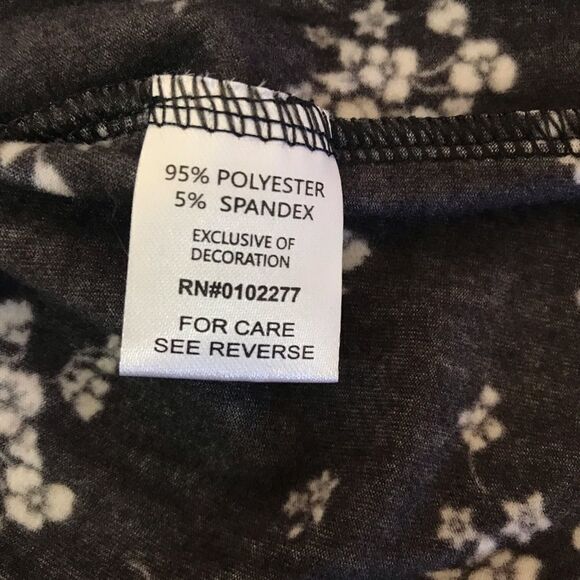 95% POLYESTER
5% SPANDEX
EXCLUSIVE OF
DECORATION
RN#0102277
FOR CARE
SEE REVERSE